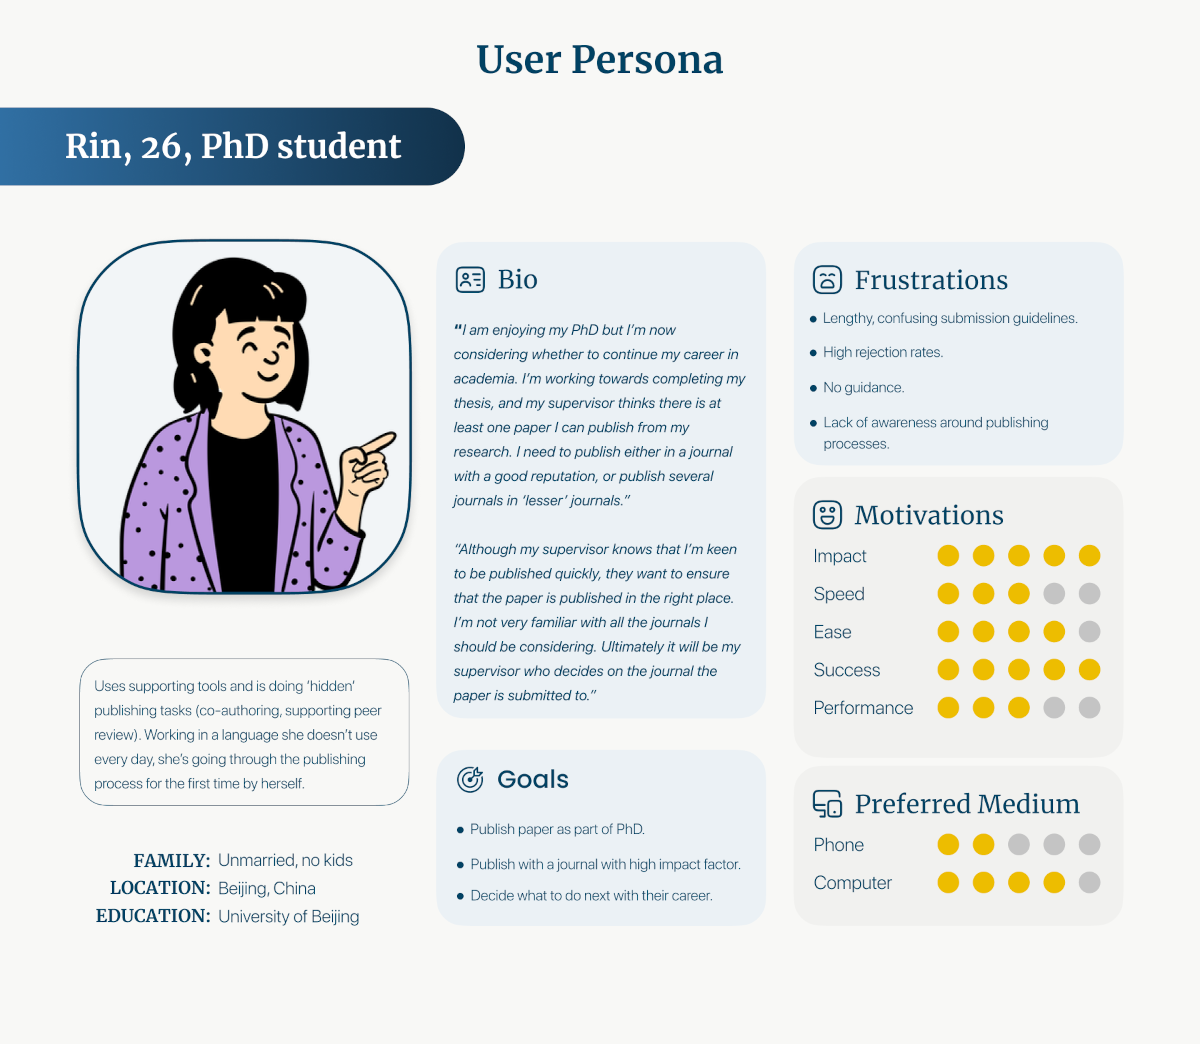 User Persona
Rin, 26, PhD student
Uses supporting tools and is doing ‘hidden’
publishing tasks (co-authoring, supporting peer
review). Working in a language she doesn’t use
every day, she’s going through the publishing
process for the first time by herself.
FAMILY: Unmarried, no kids
LOCATION: Beijing, China
EDUCATION: University of Beijing
Bio
“I am enjoying my PhD but I’m now
considering whether to continue my career in
academia. I’m working towards completing my
thesis, and my supervisor thinks there is at
least one paper I can publish from my
research. I need to publish either in a journal
with a good reputation, or publish several
journals in ‘lesser’ journals.”
“Although my supervisor knows that I’m keen
to be published quickly, they want to ensure
that the paper is published in the right place.
I’m not very familiar with all the journals I
should be considering. Ultimately it will be my
supervisor who decides on the journal the
paper is submitted to.”
Goals
• Publish paper as part of PhD.
• Publish with a journal with high impact factor.
• Decide what to do next with their career.
Frustrations
• Lengthy, confusing submission guidelines.
• High rejection rates.
• No guidance.
• Lack of awareness around publishing
processes.
Motivations
Impact
Speed
Ease
Success
Performance
Preferred Medium
Phone
Computer